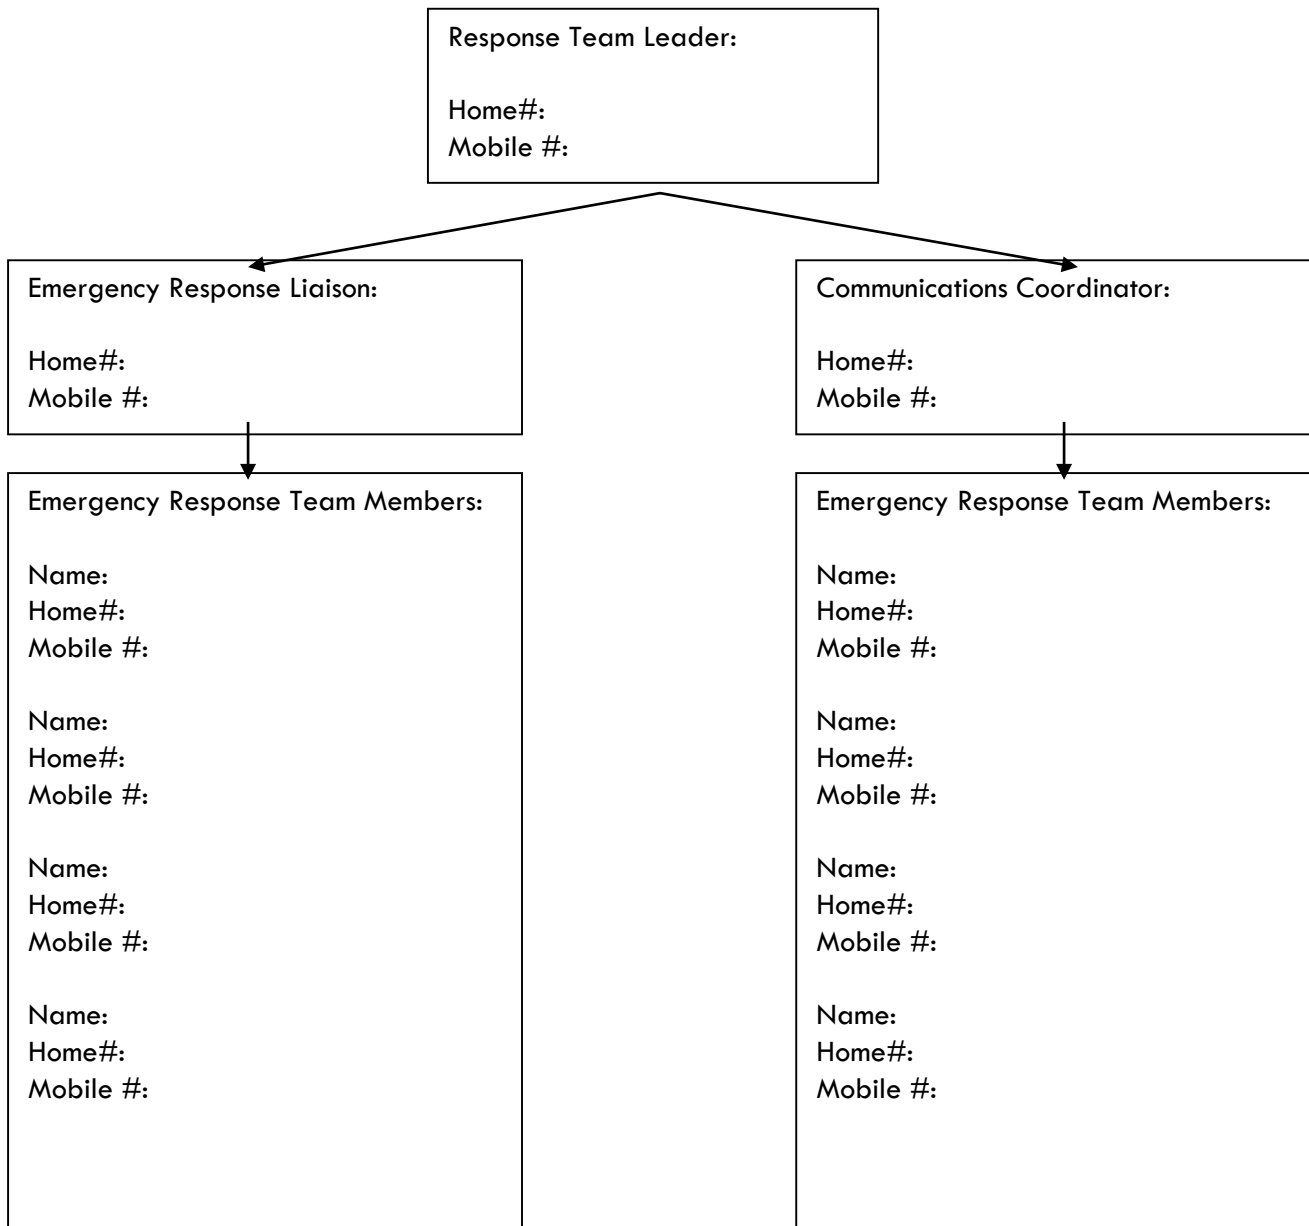 Response Team Leader:
Home#:
Mobile #:
Emergency Response Liaison:
Home#:
Mobile #:
Communications Coordinator:
Home#:
Mobile #:
Emergency Response Team Members:
Name:
Home#:
Mobile #:
Name:
Home#:
Mobile #:
Name:
Home#:
Mobile #:
Name:
Home#:
Mobile #:
Emergency Response Team Members:
Name:
Home#:
Mobile #:
Name:
Home#:
Mobile #:
Name:
Home#:
Mobile #:
Name:
Home#:
Mobile #: